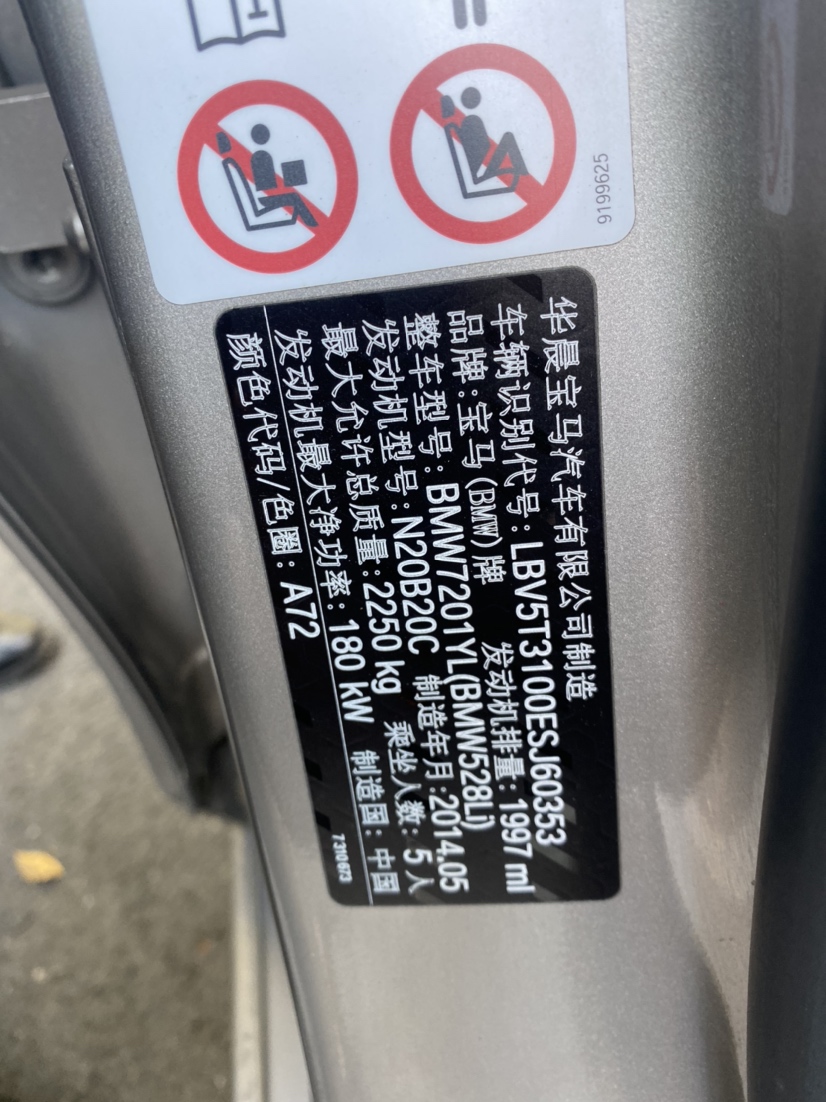 9199625
华晨宝马汽车有限公司制造
车辆识别代号:LBV5T3100ESJ60353
品牌:宝马(BMW)牌 发动机排量:1997 ml
整车型号:BMW7201YL(BMW528Li)
发动机型号:N20B20C 制造年月:2014.05
最大允许总质量:2250 kg 乘坐人数:5人
发动机最大净功率:180 kW 制造国:中国
颜色代码/色圈:A72
7 310 673